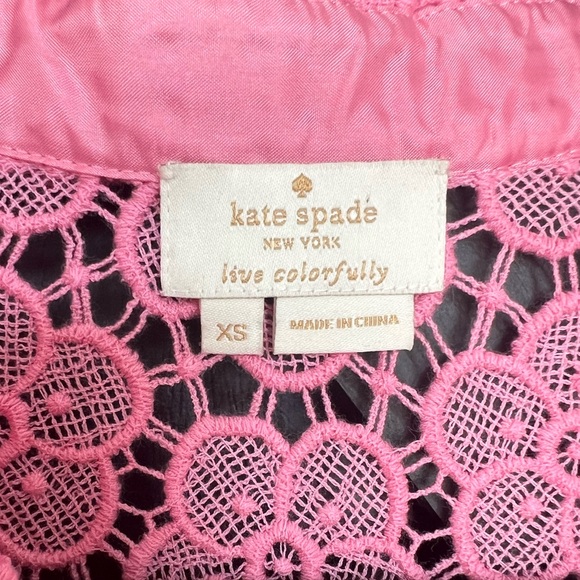 kate spade
NEW YORK
live colorfully
XS
MADE IN CHINA